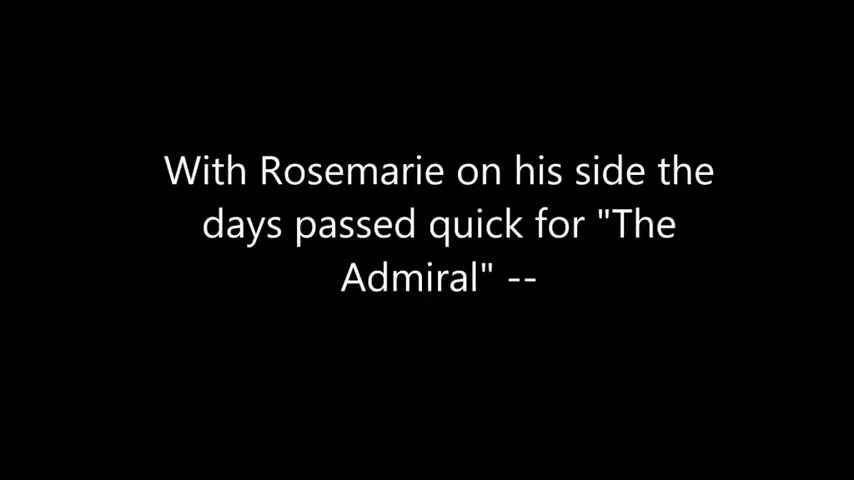 With Rosemarie on his side the
days passed quick for "The
Admiral" --